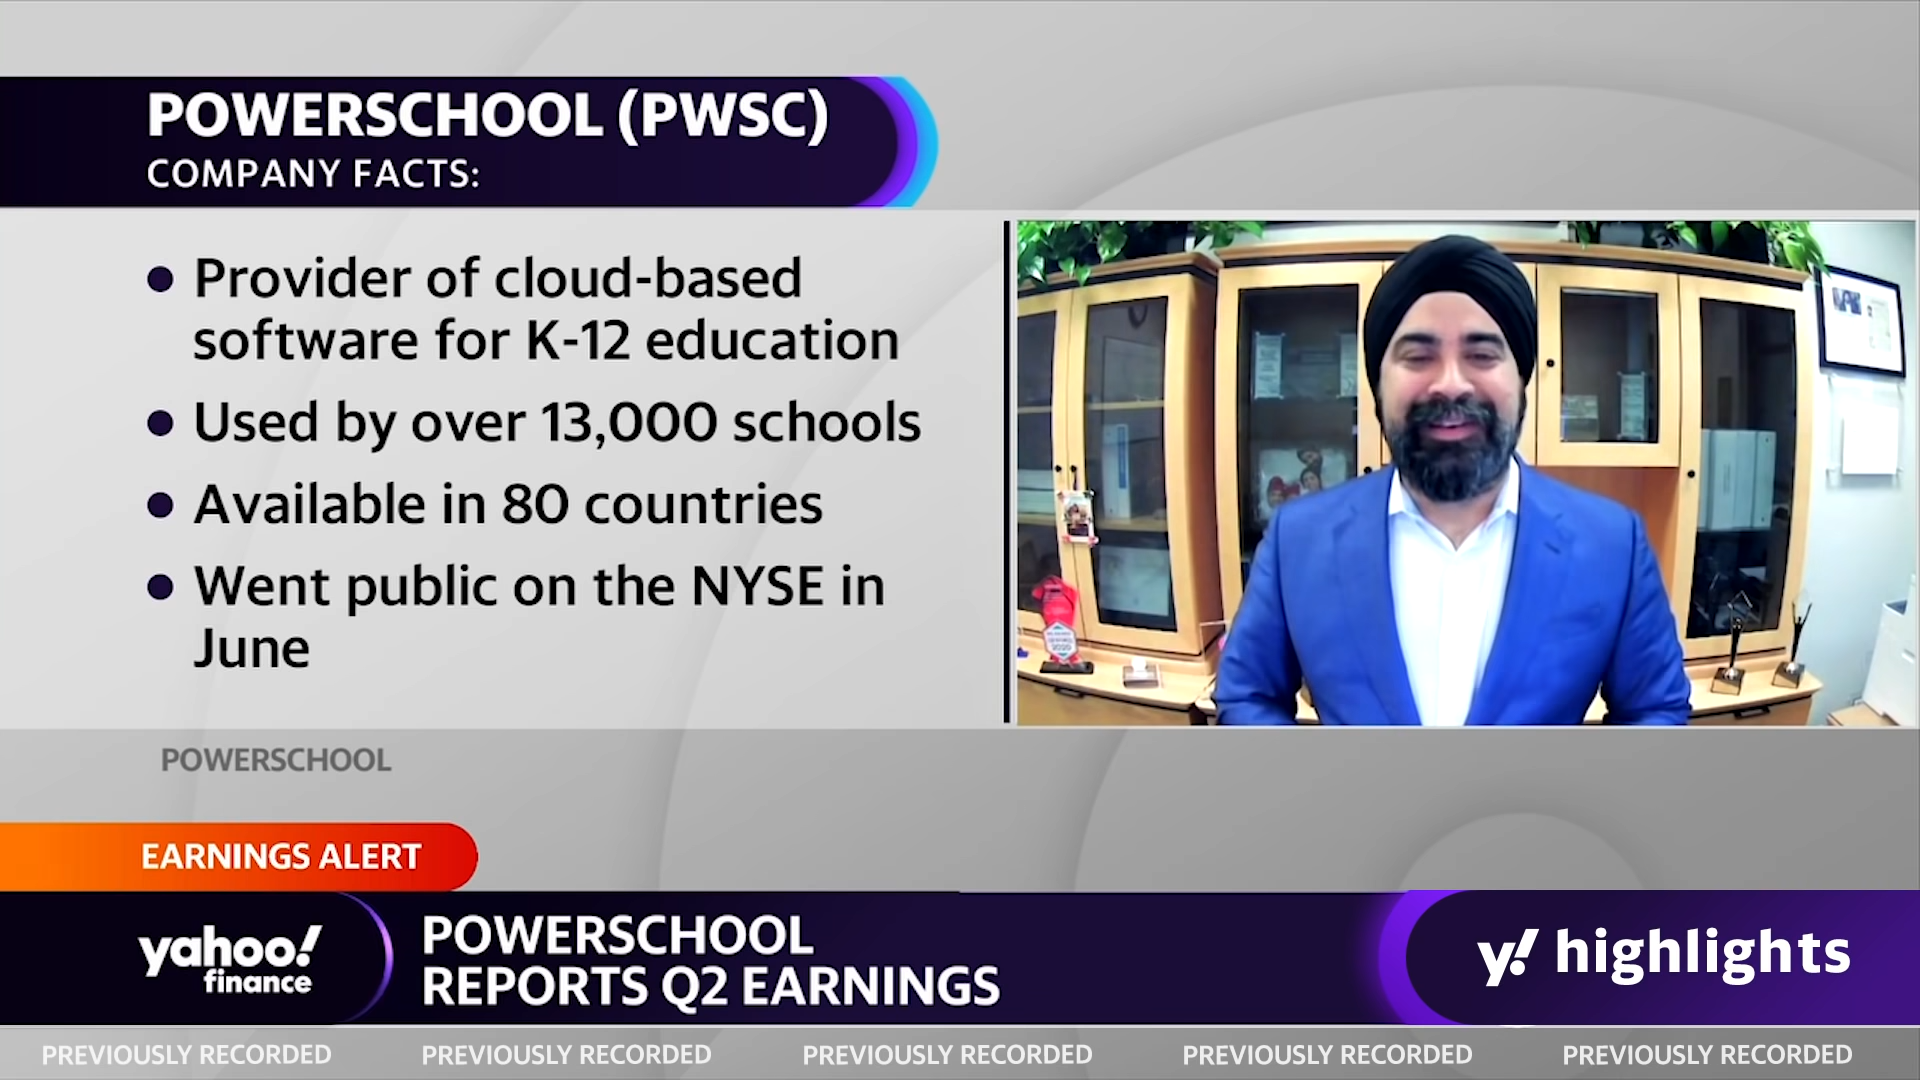 POWERSCHOOL (PWSC)
COMPANY FACTS:
• Provider of cloud-based
software for K-12 education
• Used by over 13,000 schools
• Available in 80 countries
• Went public on the NYSE in
June
POWERSCHOOL
EARNINGS ALERT
yahoo!
finance
POWERSCHOOL
REPORTS Q2 EARNINGS
y! highlights
PREVIOUSLY RECORDED PREVIOUSLY RECORDED PREVIOUSLY RECORDED PREVIOUSLY RECORDED PREVIOUSLY RECORDED
2020